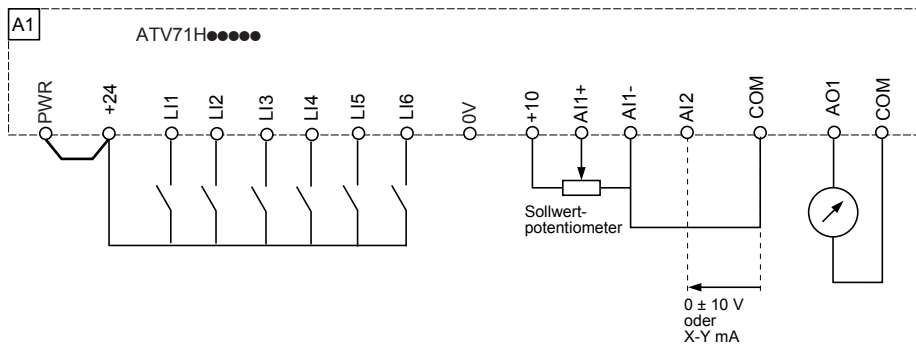 A1
ATV71H●●●●●
PWR
+24
LI1
LI2
LI3
LI4
LI5
LI6
0V
+10
AI1+
AI1-
AI2
COM
AO1
COM
Sollwert-
potentiometer
0 ± 10 V
oder
X-Y mA